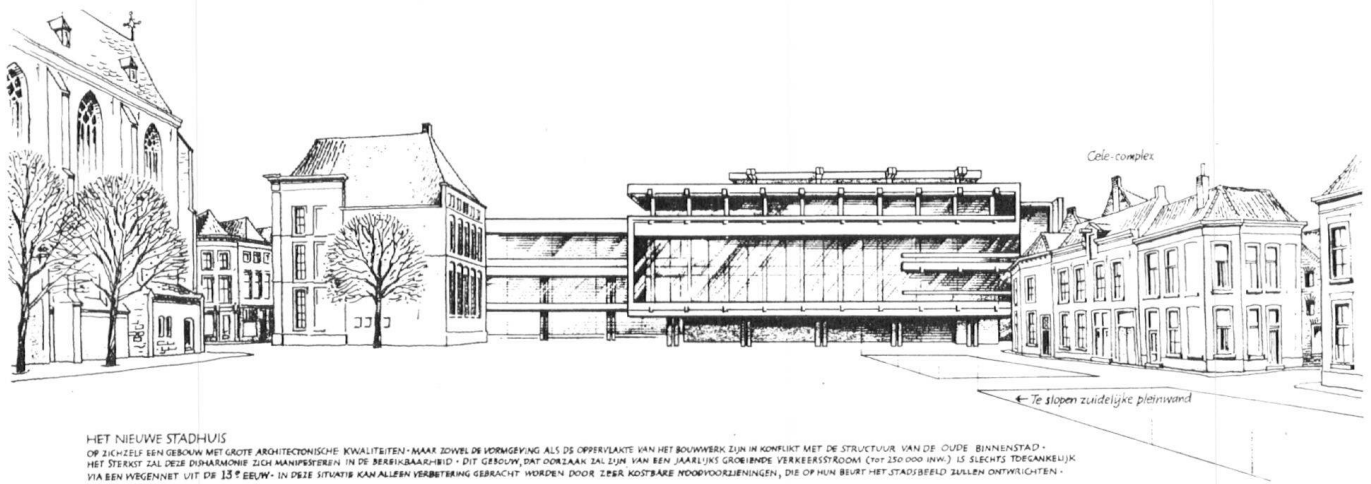 Cele-complex
← Te slopen zuidelijke pleinwand
HET NIEUWE STADHUIS
OP ZICHZELF EEN GEBOUW MET GROTE ARCHITECTONISCHE KWALITEITEN · MAAR ZOWEL DE VORMGEVING ALS DE OPPERVLAKTE VAN HET BOUWWERK ZIJN IN KONFLIKT MET DE STRUCTUUR VAN DE OUDE BINNENSTAD ·
HET STERKST ZAL DEZE DISHARMONIE ZICH MANIFESTEREN IN DE BEREIKBAARHEID · DIT GEBOUW, DAT OORZAAK ZAL ZIJN VAN EEN JAARLIJKS GROEIENDE VERKEERSSTROOM (TOT 250.000 INW.) IS SLECHTS TOEGANKELIJK
VIA EEN WEGENNET UIT DE 13e EEUW · IN DEZE SITUATIE KAN ALLEEN VERBETERING GEBRACHT WORDEN DOOR ZEER KOSTBARE NOODVOORZIENINGEN, DIE OP HUN BEURT HET STADSBEELD ZULLEN ONTWRICHTEN ·